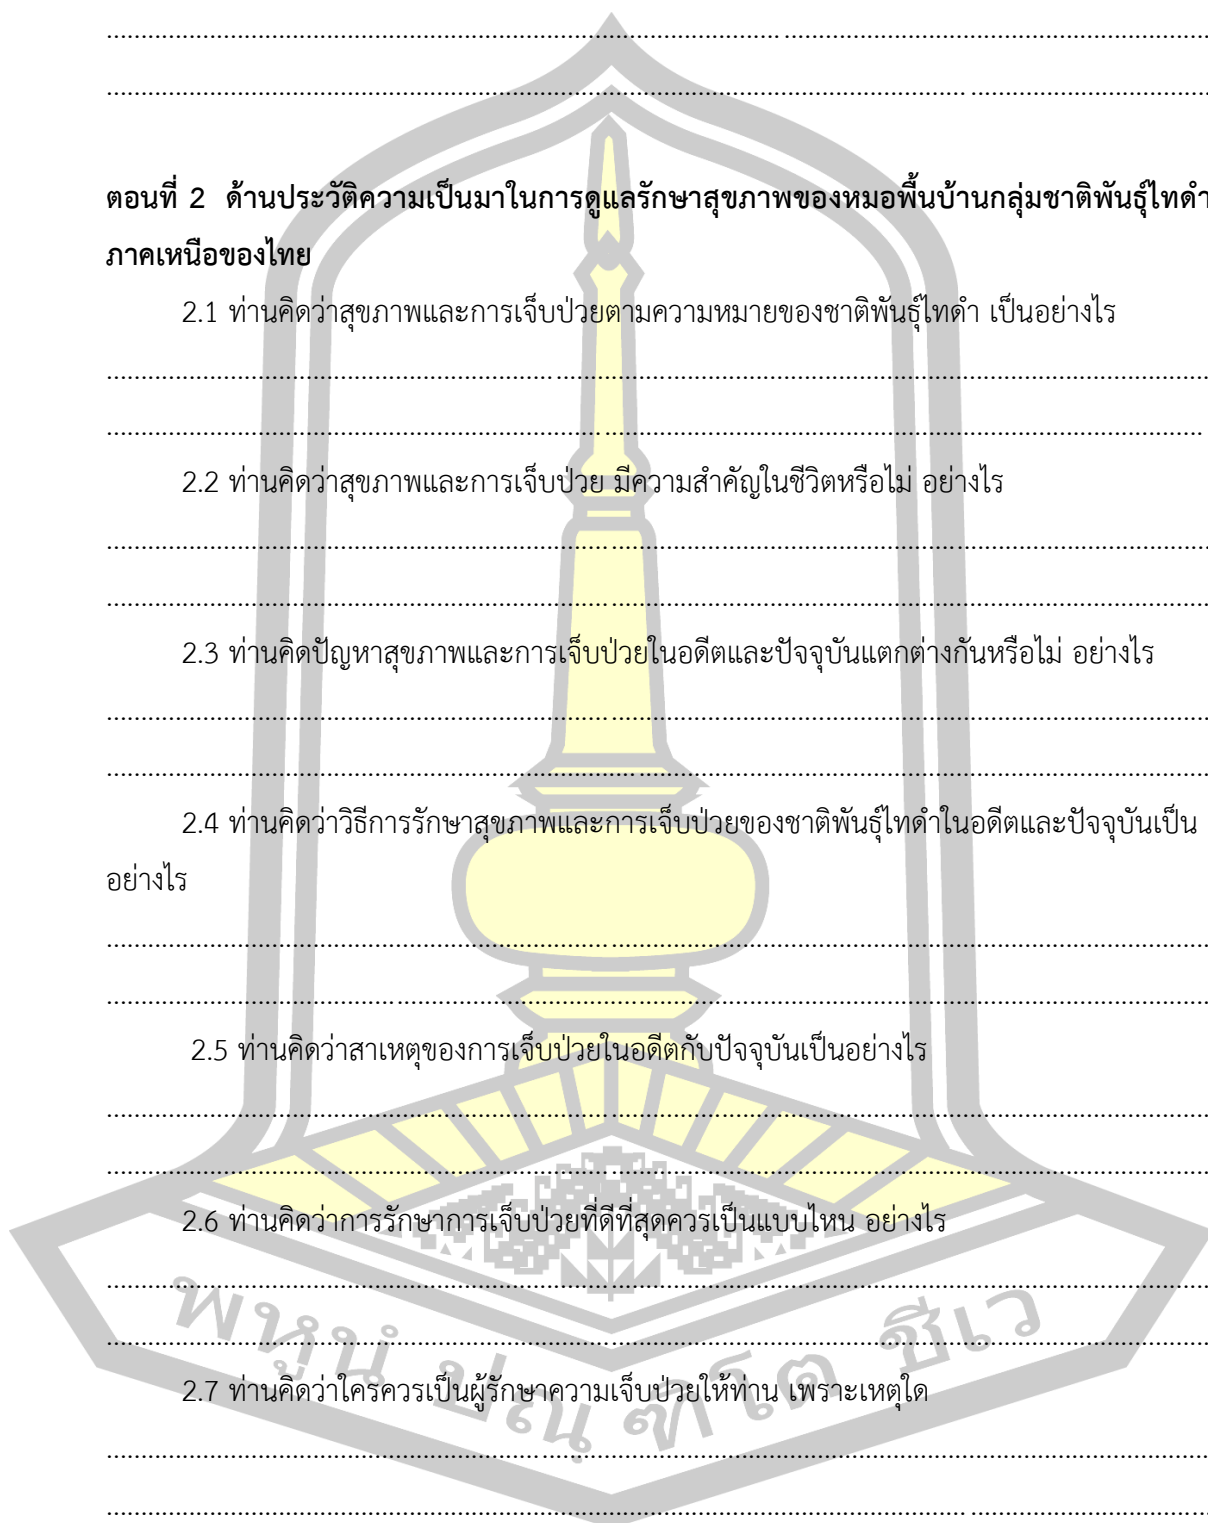 ................................................................................................................................................................
................................................................................................................................................................
ตอนที่ 2 ด้านประวัติความเป็นมาในการดูแลรักษาสุขภาพของหมอพื้นบ้านกลุ่มชาติพันธุ์ไทดำ
ภาคเหนือของไทย
2.1 ท่านคิดว่าสุขภาพและการเจ็บป่วยตามความหมายของชาติพันธุ์ไทดำ เป็นอย่างไร
................................................................................................................................................................
................................................................................................................................................................
2.2 ท่านคิดว่าสุขภาพและการเจ็บป่วย มีความสำคัญในชีวิตหรือไม่ อย่างไร
................................................................................................................................................................
................................................................................................................................................................
2.3 ท่านคิดปัญหาสุขภาพและการเจ็บป่วยในอดีตและปัจจุบันแตกต่างกันหรือไม่ อย่างไร
................................................................................................................................................................
................................................................................................................................................................
2.4 ท่านคิดว่าวิธีการรักษาสุขภาพและการเจ็บป่วยของชาติพันธุ์ไทดำในอดีตและปัจจุบันเป็น
อย่างไร
................................................................................................................................................................
................................................................................................................................................................
2.5 ท่านคิดว่าสาเหตุของการเจ็บป่วยในอดีตกับปัจจุบันเป็นอย่างไร
................................................................................................................................................................
................................................................................................................................................................
2.6 ท่านคิดว่าการรักษาการเจ็บป่วยที่ดีที่สุดควรเป็นแบบไหน อย่างไร
................................................................................................................................................................
................................................................................................................................................................
พหูนํ ปณฺฑิโต ชีเว
2.7 ท่านคิดว่าใครควรเป็นผู้รักษาความเจ็บป่วยให้ท่าน เพราะเหตุใด
................................................................................................................................................................
................................................................................................................................................................